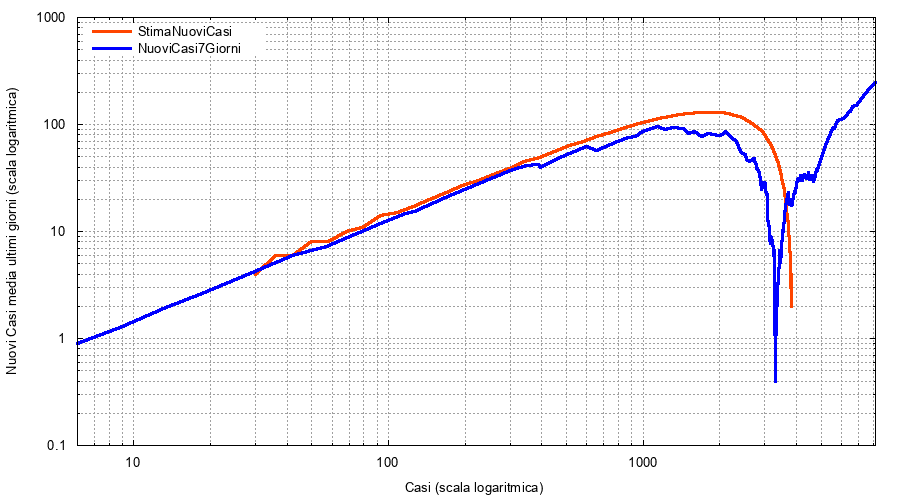 1000
StimaNuoviCasi
NuoviCasi7Giorni
100
10
1
0.1
Nuovi Casi media ultimi giorni (scala logaritmica)
10
100
1000
Casi (scala logaritmica)